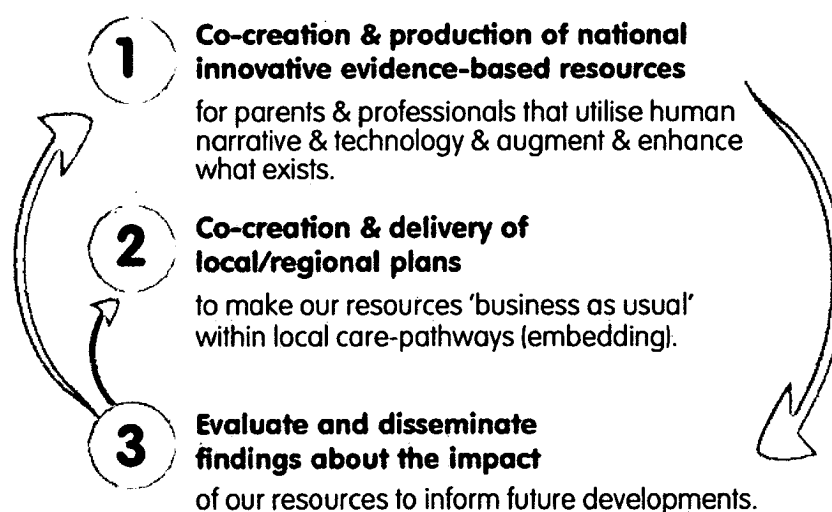 1
Co-creation & production of national
innovative evidence-based resources
for parents & professionals that utilise human
narrative & technology & augment & enhance
what exists.
2
Co-creation & delivery of
local/regional plans
to make our resources 'business as usual'
within local care-pathways (embedding).
3
Evaluate and disseminate
findings about the impact
of our resources to inform future developments.